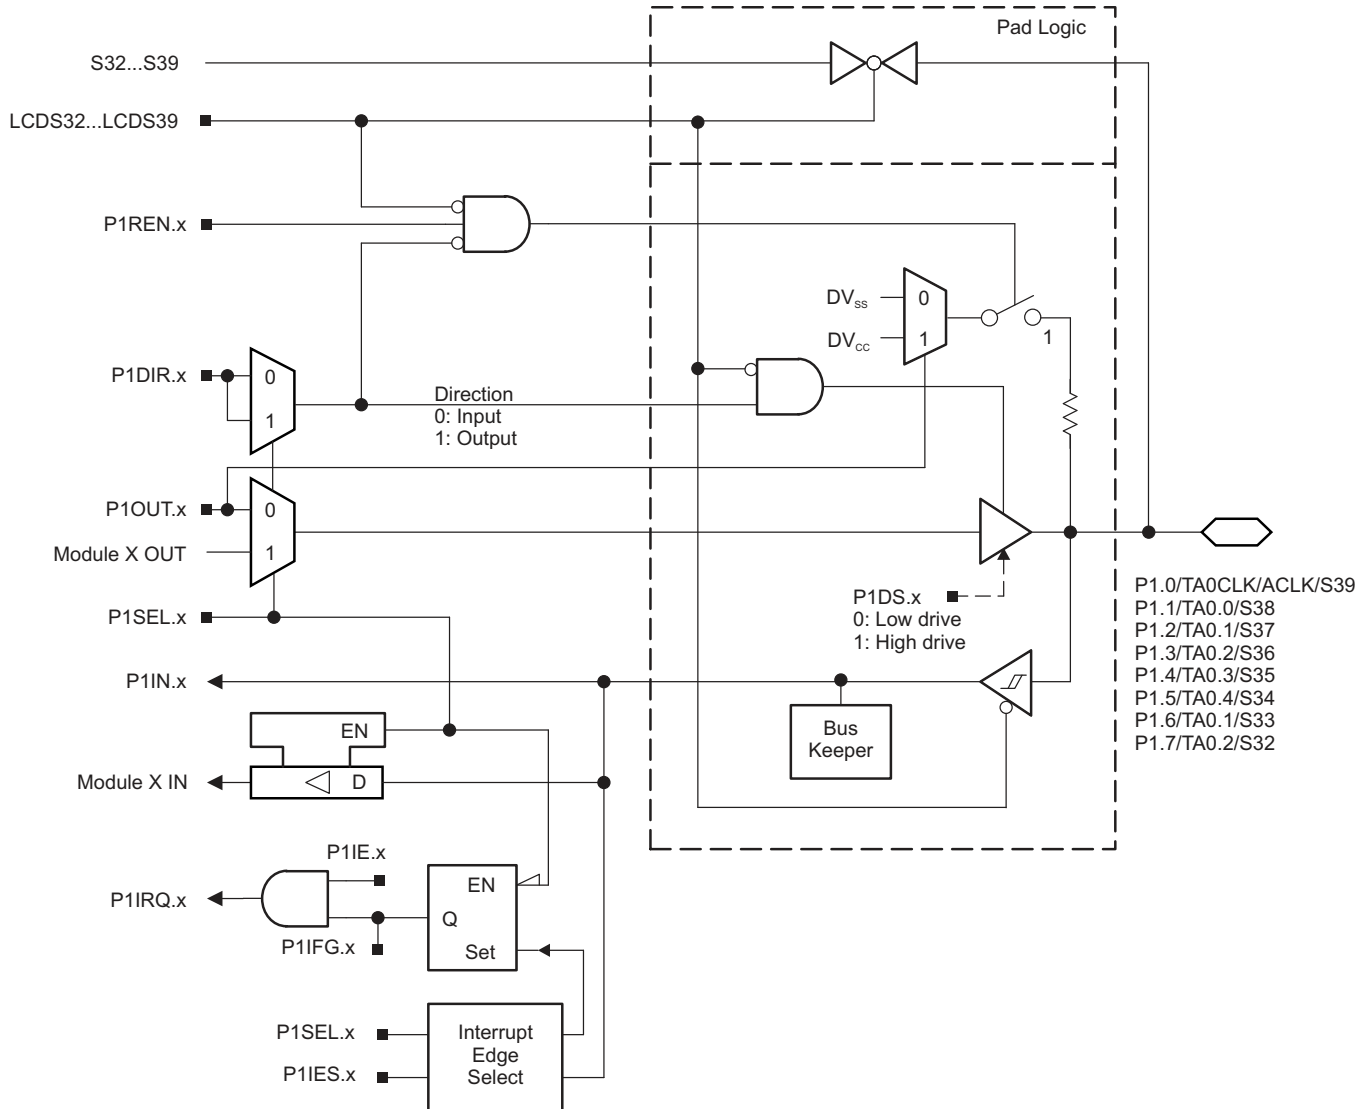 Pad Logic
S32...S39
LCDS32...LCDS39
P1REN.x
DVSS
0
DVCC
1
1
P1DIR.x
0
1
Direction
0: Input
1: Output
P1OUT.x
0
Module X OUT
1
P1DS.x
0: Low drive
1: High drive
P1.0/TA0CLK/ACLK/S39
P1.1/TA0.0/S38
P1.2/TA0.1/S37
P1.3/TA0.2/S36
P1.4/TA0.3/S35
P1.5/TA0.4/S34
P1.6/TA0.1/S33
P1.7/TA0.2/S32
P1SEL.x
P1IN.x
Bus
Keeper
EN
Module X IN
D
P1IE.x
P1IRQ.x
EN
Q
P1IFG.x
Set
P1SEL.x
P1IES.x
Interrupt
Edge
Select